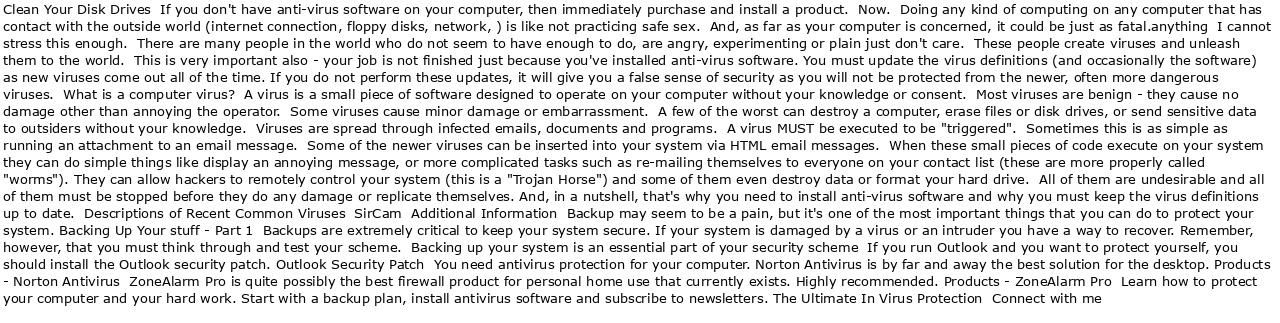 Clean Your Disk Drives  If you don't have anti-virus software on your computer, then immediately purchase and install a product.  Now.  Doing any kind of computing on any computer that has
contact with the outside world (internet connection, floppy disks, network, ) is like not practicing safe sex.  And, as far as your computer is concerned, it could be just as fatal.anything  I cannot
stress this enough.  There are many people in the world who do not seem to have enough to do, are angry, experimenting or plain just don't care.  These people create viruses and unleash
them to the world.  This is very important also - your job is not finished just because you've installed anti-virus software. You must update the virus definitions (and occasionally the software)
as new viruses come out all of the time. If you do not perform these updates, it will give you a false sense of security as you will not be protected from the newer, often more dangerous
viruses.  What is a computer virus?  A virus is a small piece of software designed to operate on your computer without your knowledge or consent.  Most viruses are benign - they cause no
damage other than annoying the operator.  Some viruses cause minor damage or embarrassment.  A few of the worst can destroy a computer, erase files or disk drives, or send sensitive data
to outsiders without your knowledge.  Viruses are spread through infected emails, documents and programs.  A virus MUST be executed to be "triggered".  Sometimes this is as simple as
running an attachment to an email message.  Some of the newer viruses can be inserted into your system via HTML email messages.  When these small pieces of code execute on your system
they can do simple things like display an annoying message, or more complicated tasks such as re-mailing themselves to everyone on your contact list (these are more properly called
"worms"). They can allow hackers to remotely control your system (this is a "Trojan Horse") and some of them even destroy data or format your hard drive.  All of them are undesirable and all
of them must be stopped before they do any damage or replicate themselves. And, in a nutshell, that's why you need to install anti-virus software and why you must keep the virus definitions
up to date.  Descriptions of Recent Common Viruses  SirCam  Additional Information  Backup may seem to be a pain, but it's one of the most important things that you can do to protect your
system. Backing Up Your stuff - Part 1  Backups are extremely critical to keep your system secure. If your system is damaged by a virus or an intruder you have a way to recover. Remember,
however, that you must think through and test your scheme.  Backing up your system is an essential part of your security scheme  If you run Outlook and you want to protect yourself, you
should install the Outlook security patch. Outlook Security Patch  You need antivirus protection for your computer. Norton Antivirus is by far and away the best solution for the desktop. Products
- Norton Antivirus  ZoneAlarm Pro is quite possibly the best firewall product for personal home use that currently exists. Highly recommended. Products - ZoneAlarm Pro  Learn how to protect
your computer and your hard work. Start with a backup plan, install antivirus software and subscribe to newsletters. The Ultimate In Virus Protection  Connect with me